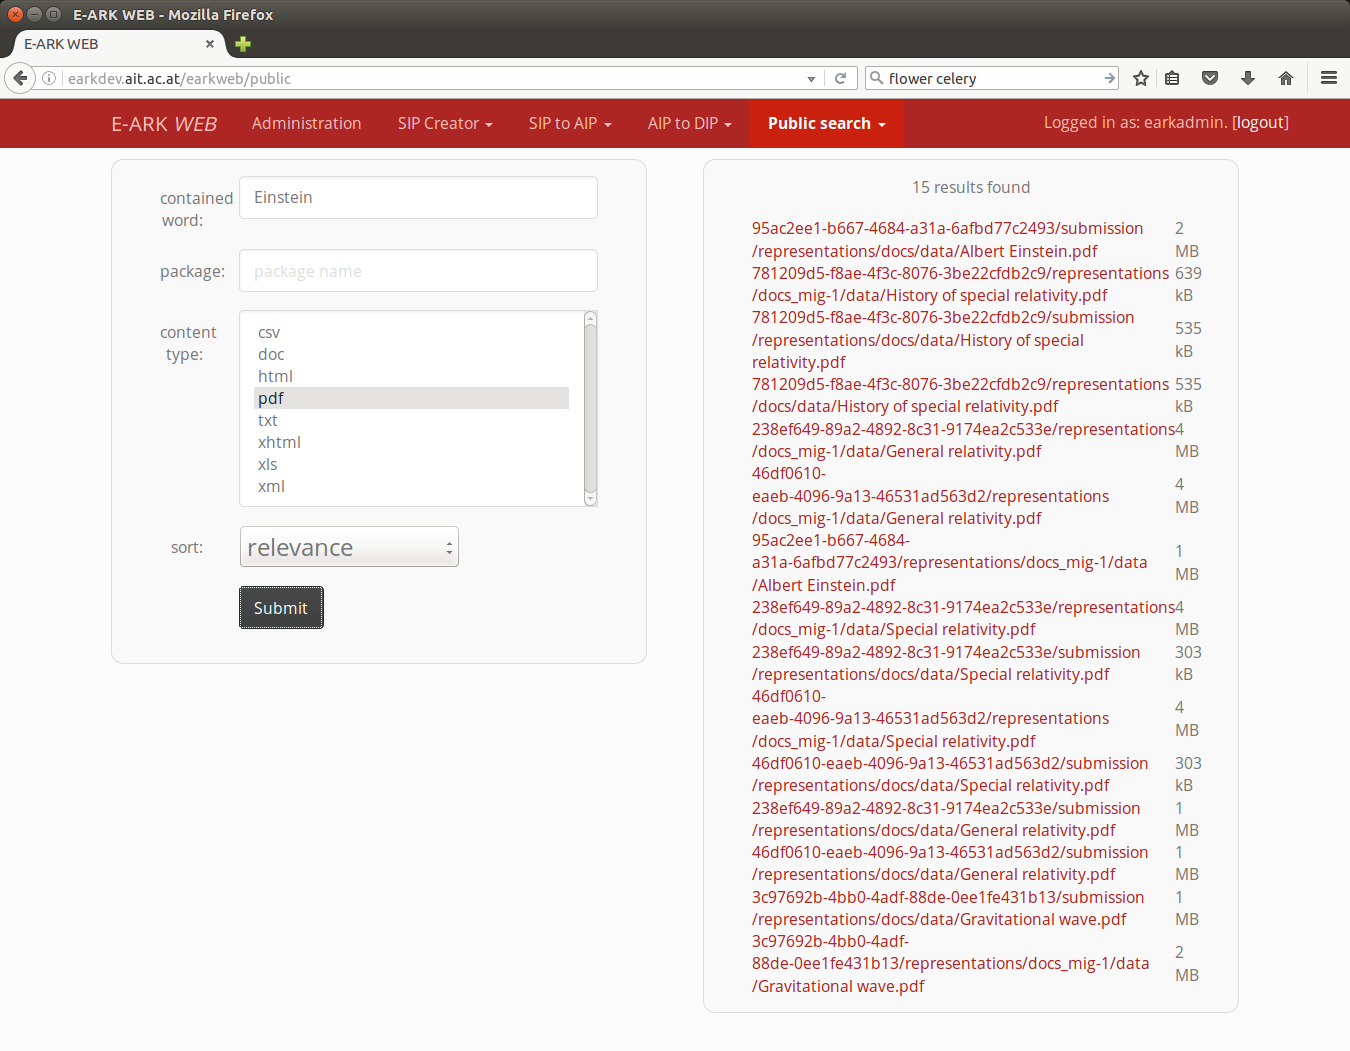 E-ARK WEB - Mozilla Firefox
E-ARK WEB
earkdev.ait.ac.at/earkweb/public
flower celery
E-ARK WEB Administration SIP Creator SIP to AIP AIP to DIP Public search Logged in as: earkadmin. [logout]
contained
word:
Einstein
package:
package name
content
type:
csv
doc
html
pdf
txt
xhtml
xls
xml
sort:
relevance
Submit
15 results found
95ac2ee1-b667-4684-a31a-6afbd77c2493/submission 2
/representations/docs/data/Albert Einstein.pdf MB
781209d5-f8ae-4f3c-8076-3be22cfdb2c9/representations 639
/docs_mig-1/data/History of special relativity.pdf kB
781209d5-f8ae-4f3c-8076-3be22cfdb2c9/submission
/representations/docs/data/History of special
relativity.pdf
535
kB
781209d5-f8ae-4f3c-8076-3be22cfdb2c9/representations 535
/docs/data/History of special relativity.pdf kB
238ef649-89a2-4892-8c31-9174ea2c533e/representations 4
/docs_mig-1/data/General relativity.pdf MB
46df0610-
eaeb-4096-9a13-46531ad563d2/representations
/docs_mig-1/data/General relativity.pdf
4
MB
95ac2ee1-b667-4684-
a31a-6afbd77c2493/representations/docs_mig-1/data
/Albert Einstein.pdf
1
MB
238ef649-89a2-4892-8c31-9174ea2c533e/representations 4
/docs_mig-1/data/Special relativity.pdf MB
238ef649-89a2-4892-8c31-9174ea2c533e/submission 303
/representations/docs/data/Special relativity.pdf kB
46df0610-
eaeb-4096-9a13-46531ad563d2/representations
/docs_mig-1/data/Special relativity.pdf
4
MB
46df0610-eaeb-4096-9a13-46531ad563d2/submission 303
/representations/docs/data/Special relativity.pdf kB
238ef649-89a2-4892-8c31-9174ea2c533e/submission 1
/representations/docs/data/General relativity.pdf MB
46df0610-eaeb-4096-9a13-46531ad563d2/submission 1
/representations/docs/data/General relativity.pdf MB
3c97692b-4bb0-4adf-88de-0ee1fe431b13/submission 1
/representations/docs/data/Gravitational wave.pdf MB
3c97692b-4bb0-4adf-
88de-0ee1fe431b13/representations/docs_mig-1/data
/Gravitational wave.pdf
2
MB